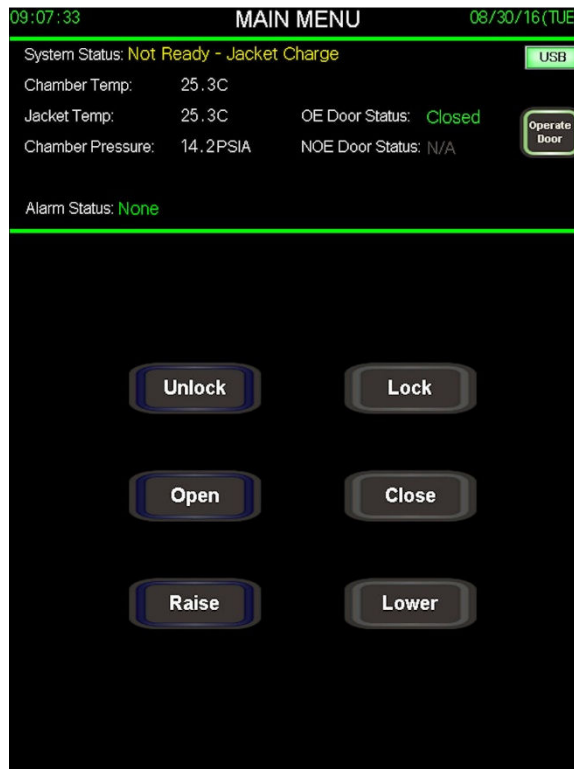 09:07:33 MAIN MENU 08/30/16(TUE
System Status: Not Ready - Jacket Charge USB
Chamber Temp: 25.3C
Jacket Temp: 25.3C OE Door Status: Closed Operate Door
Chamber Pressure: 14.2PSIA NOE Door Status: N/A
Alarm Status: None
Unlock Lock
Open Close
Raise Lower